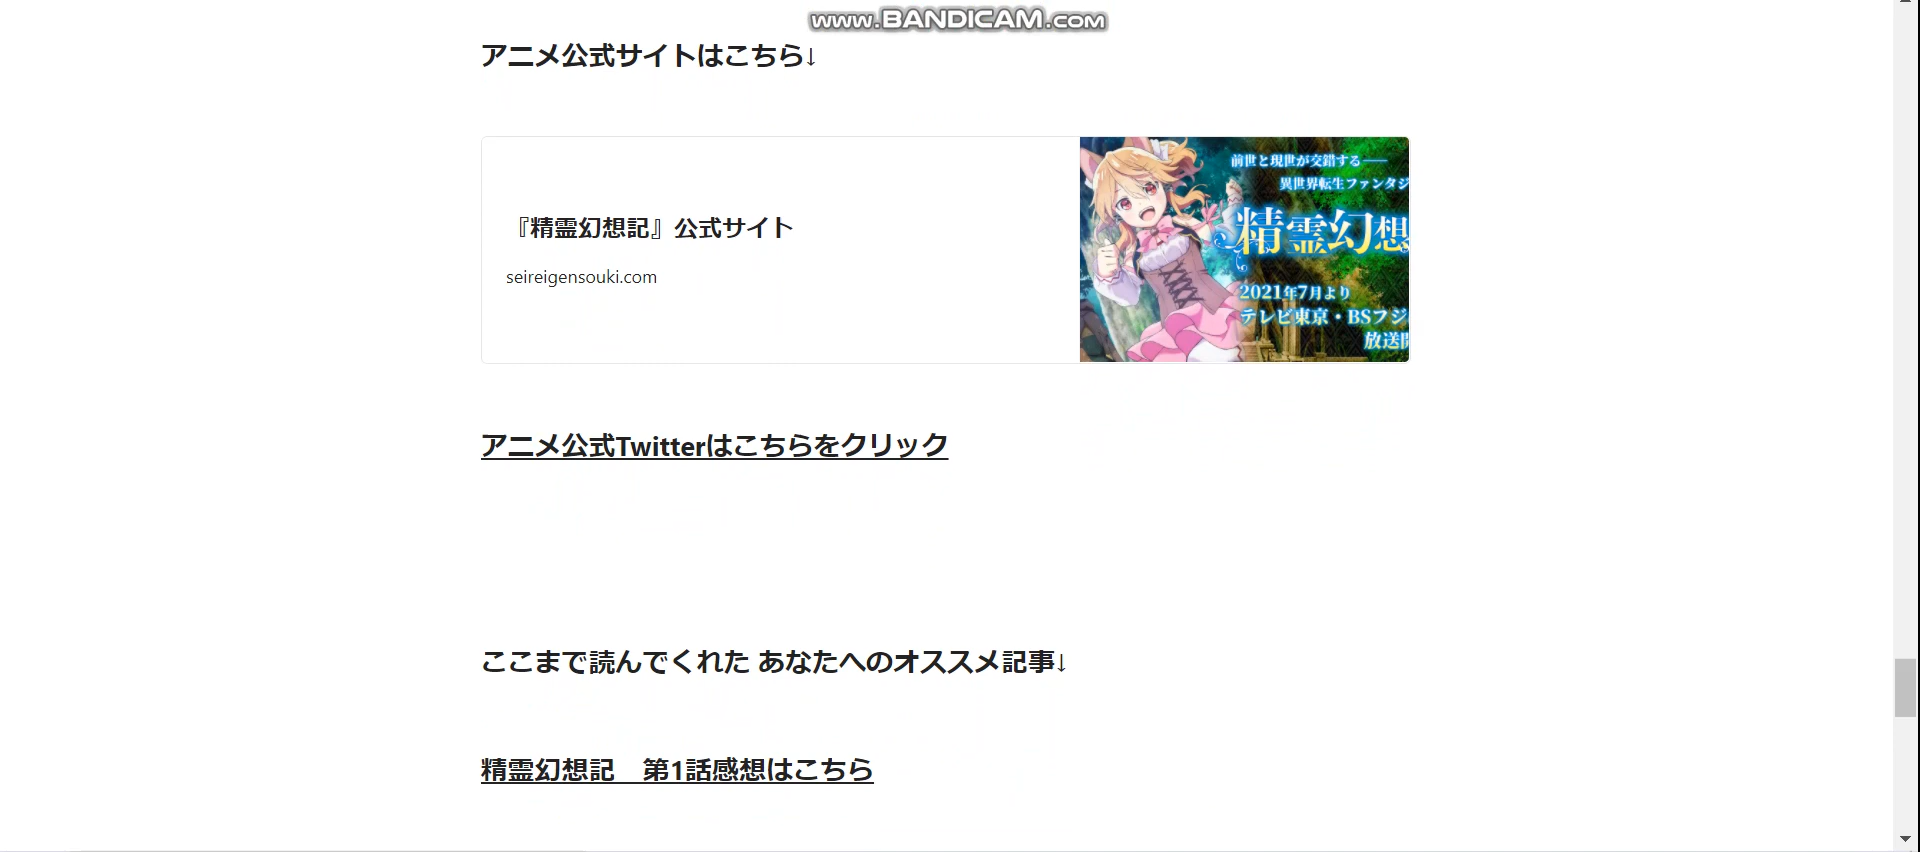 www.BANDICAM.com
アニメ公式サイトはこちら↓
『精霊幻想記』公式サイト
seireigensouki.com
前世と現世が交錯する――
異世界転生ファンタジ
精霊幻想
2021年7月より
テレビ東京・BSフジ
放送開
アニメ公式Twitterはこちらをクリック
ここまで読んでくれた あなたへのオススメ記事↓
精霊幻想記　第1話感想はこちら